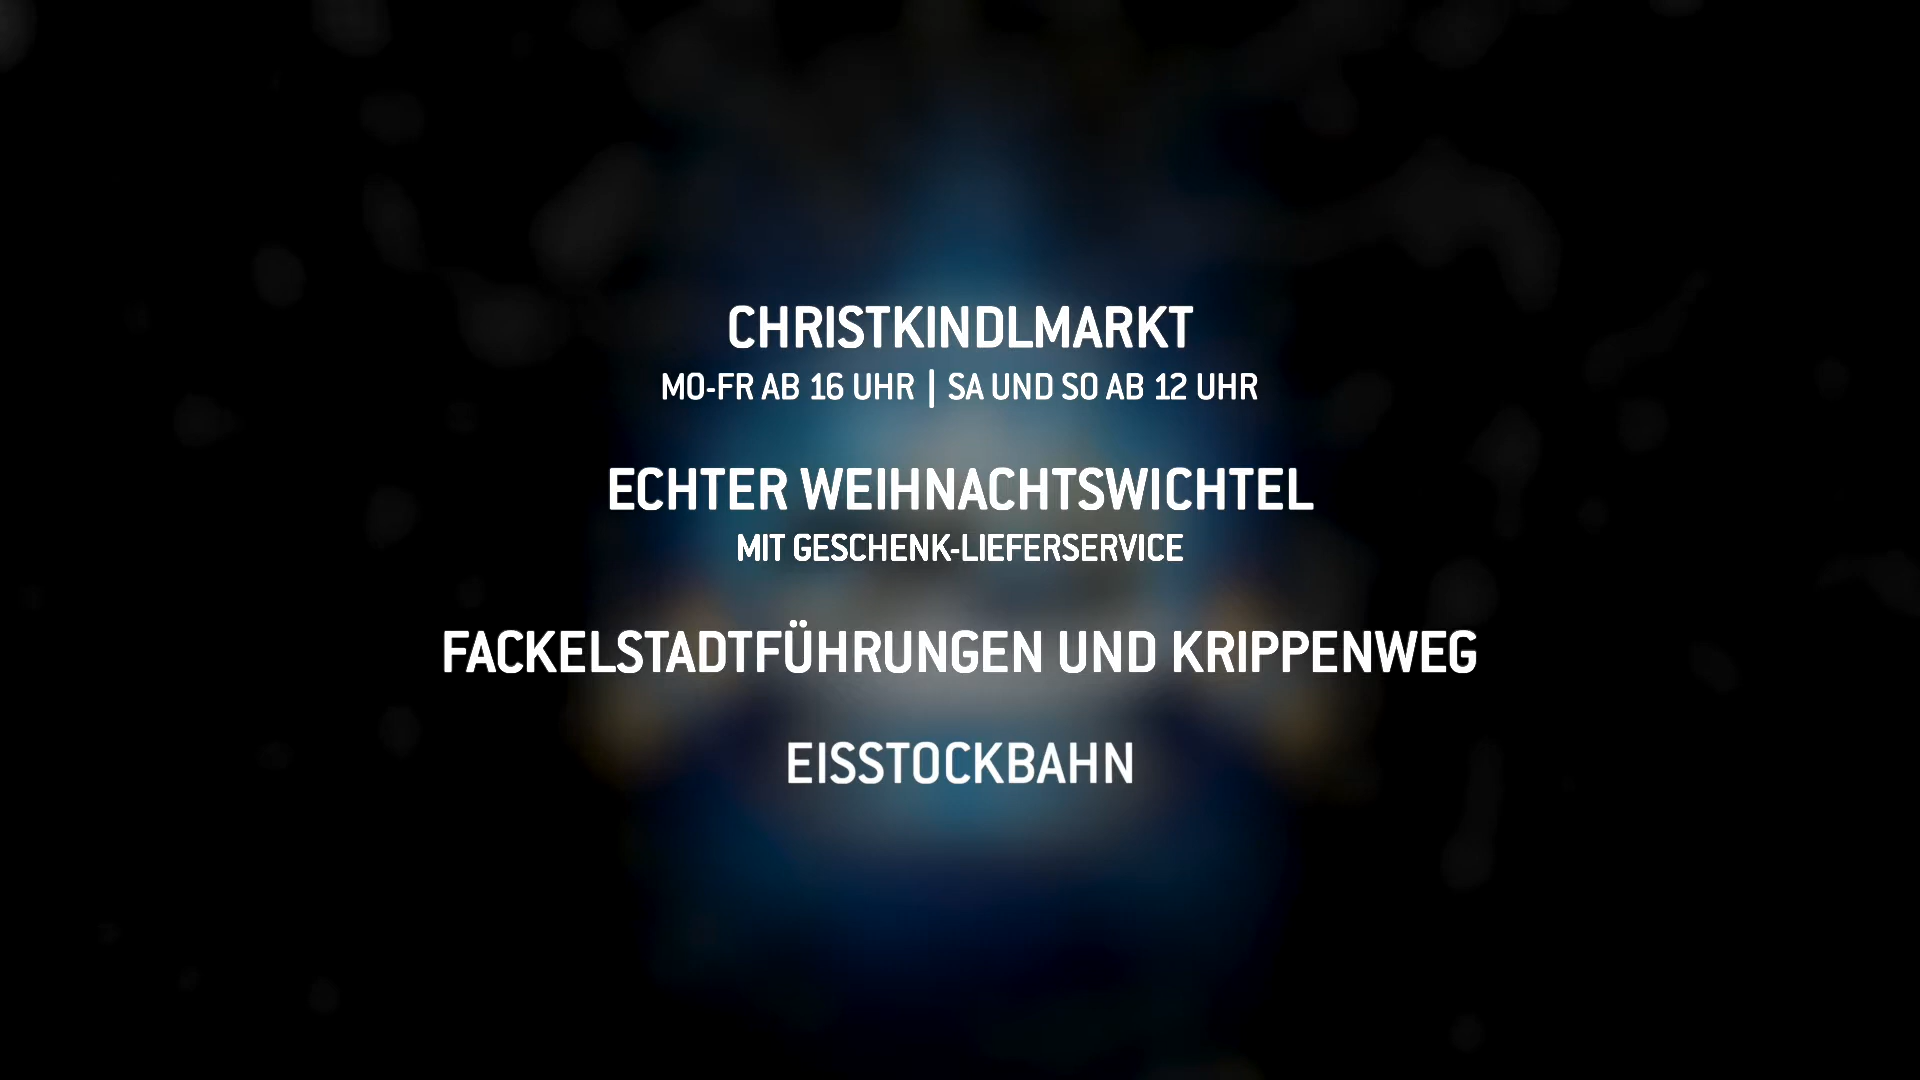 CHRISTKINDLMARKT
MO-FR AB 16 UHR | SA UND SO AB 12 UHR
ECHTER WEIHNACHTSWICHTEL
MIT GESCHENK-LIEFERSERVICE
FACKELSTADTFÜHRUNGEN UND KRIPPENWEG
EISSTOCKBAHN